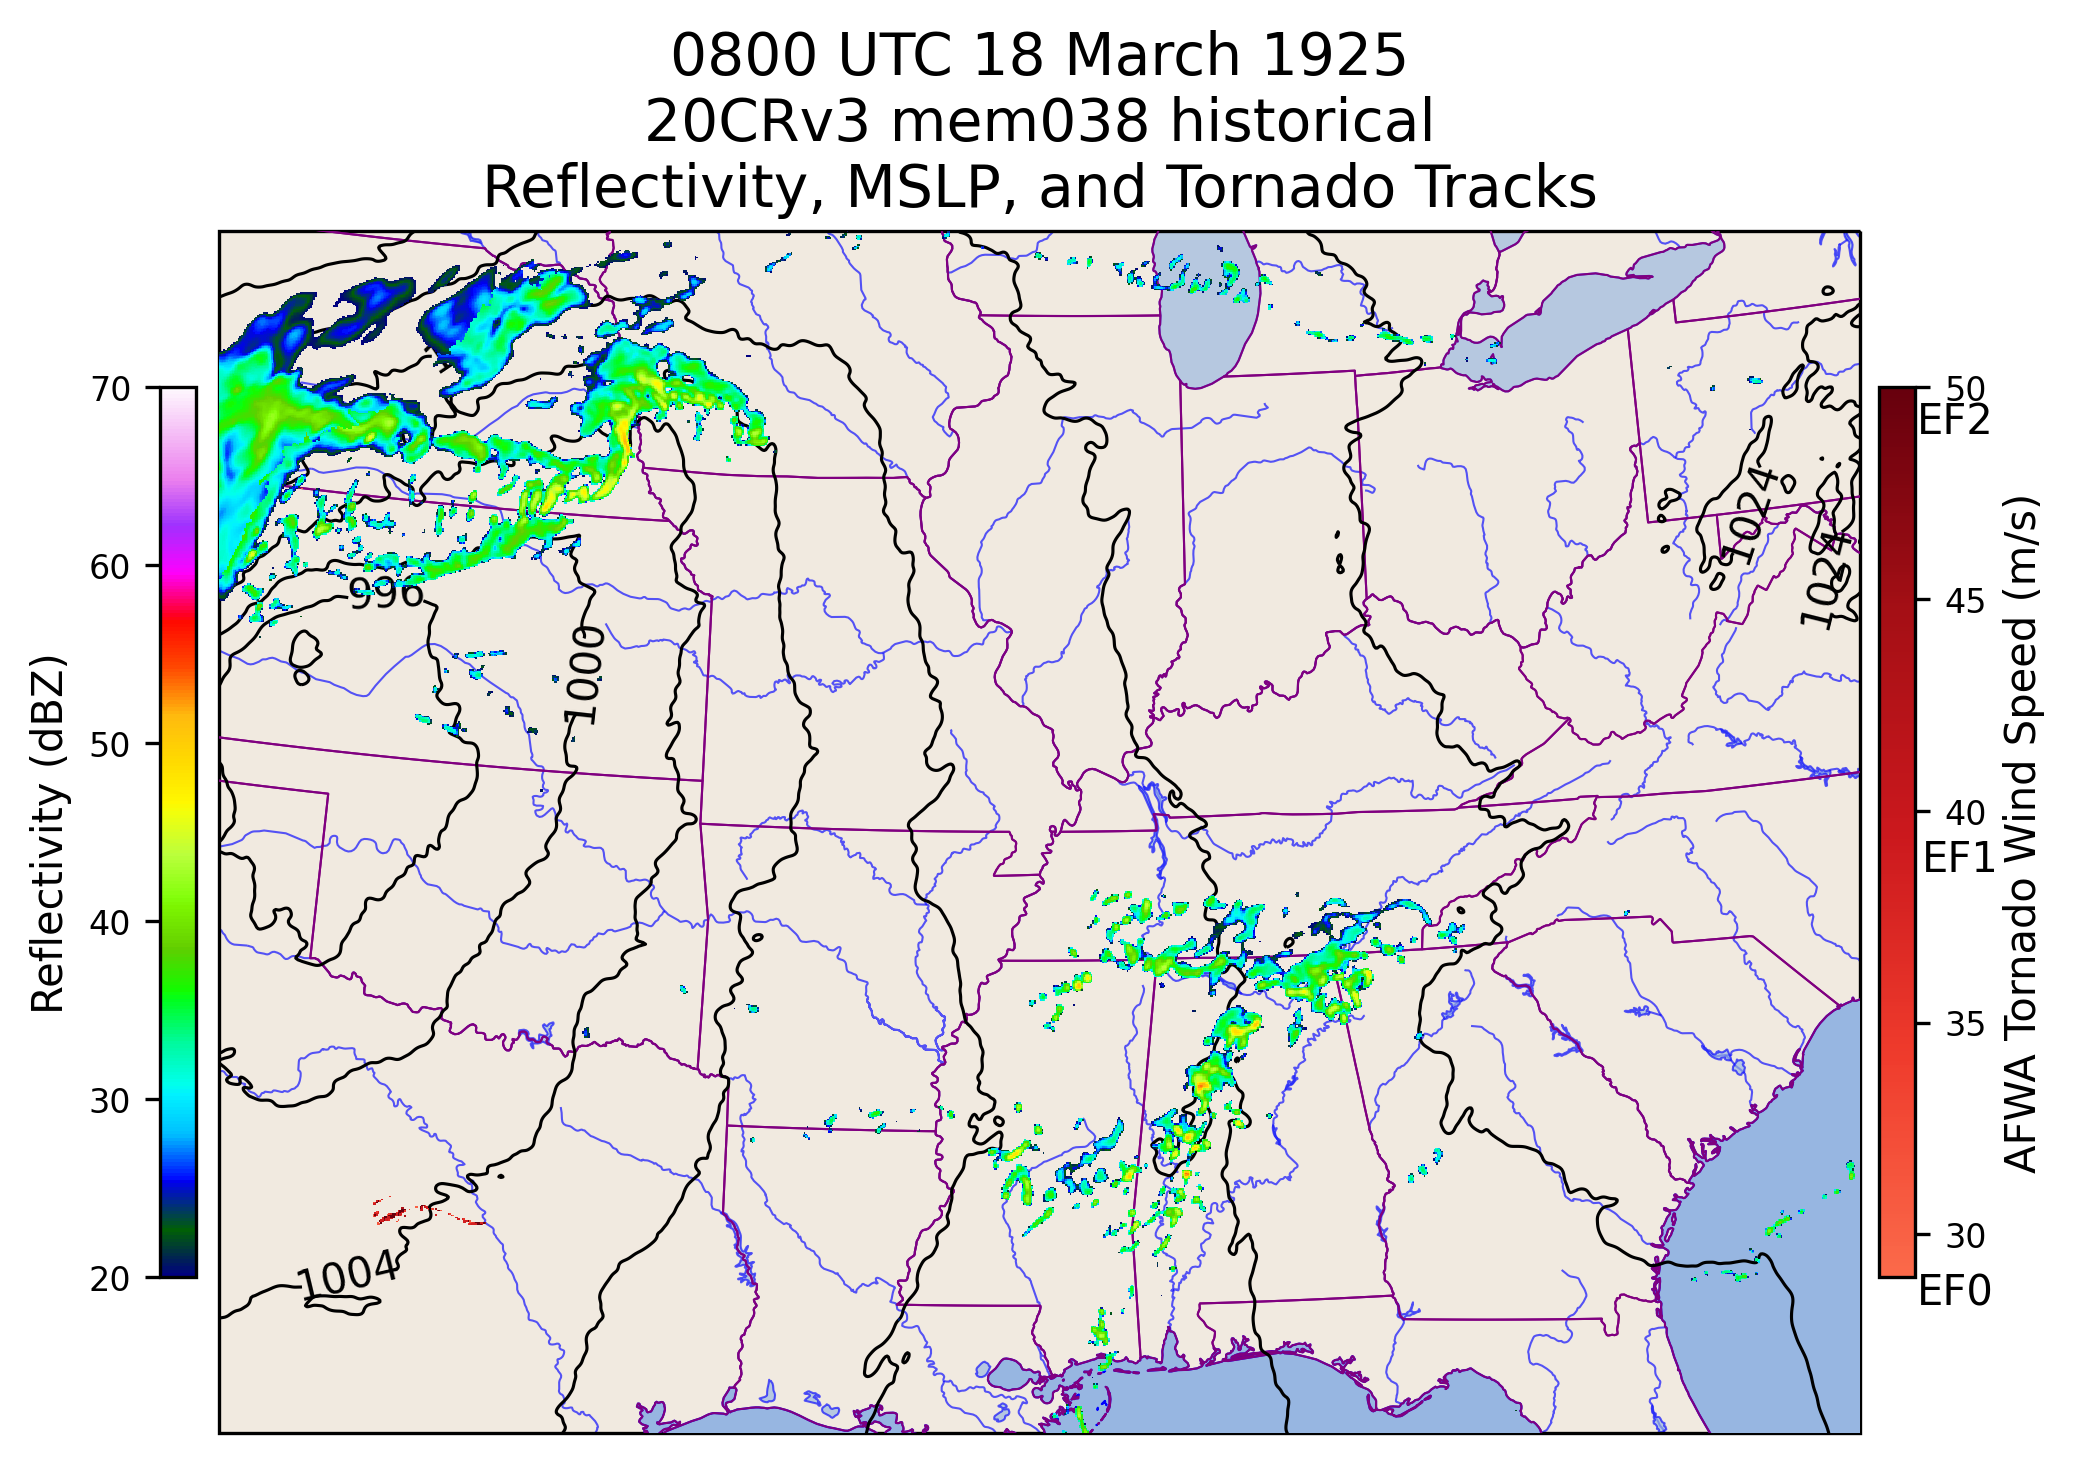 0800 UTC 18 March 1925
20CRv3 mem038 historical
Reflectivity, MSLP, and Tornado Tracks
Reflectivity (dBZ)
70
60
50
40
30
20
996
1000
1004
1024
1024
50
EF2
45
40
EF1
35
30
EF0
AFWA Tornado Wind Speed (m/s)